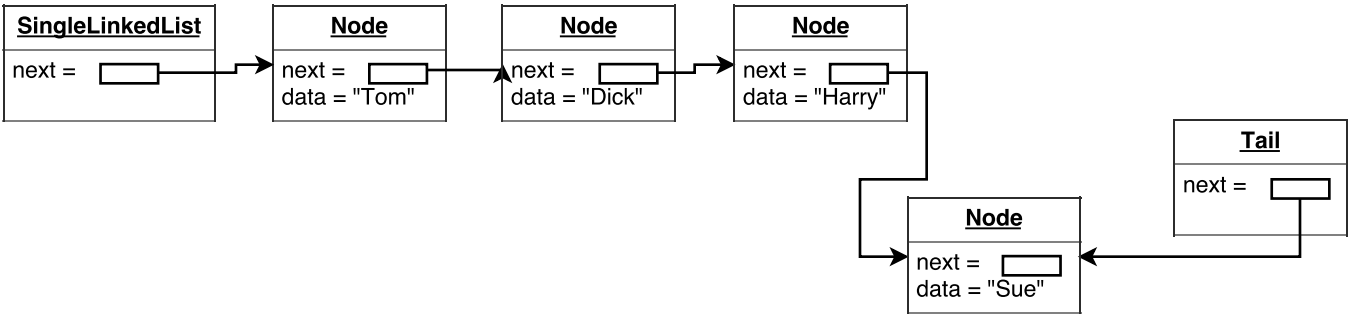 SingleLinkedList
next =
Node
next =
data = "Tom"
Node
next =
data = "Dick"
Node
next =
data = "Harry"
Tail
next =
Node
next =
data = "Sue"